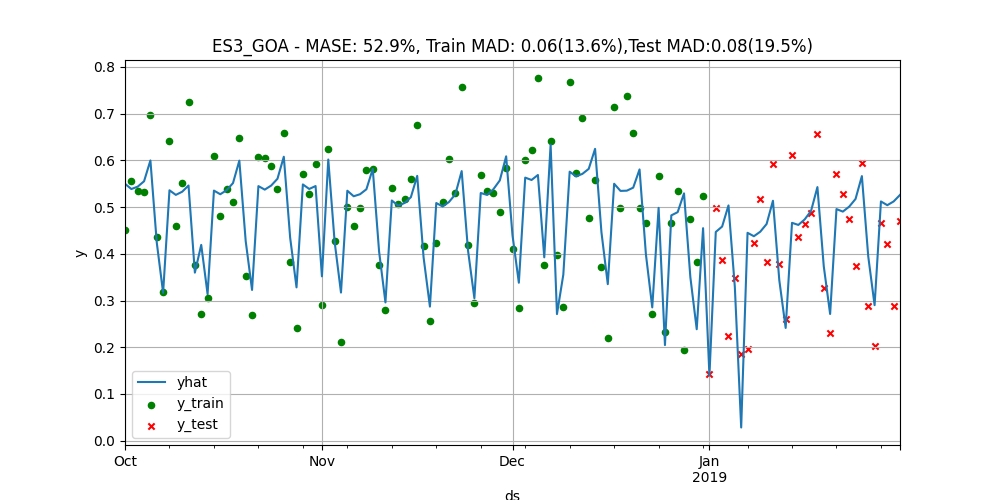 ES3_GOA - MASE: 52.9%, Train MAD: 0.06(13.6%),Test MAD:0.08(19.5%)
0.8
0.7
0.6
0.5
0.4
0.3
0.2
0.1
0.0
y
yhat
y_train
y_test
Oct
Nov
Dec
Jan
2019
ds